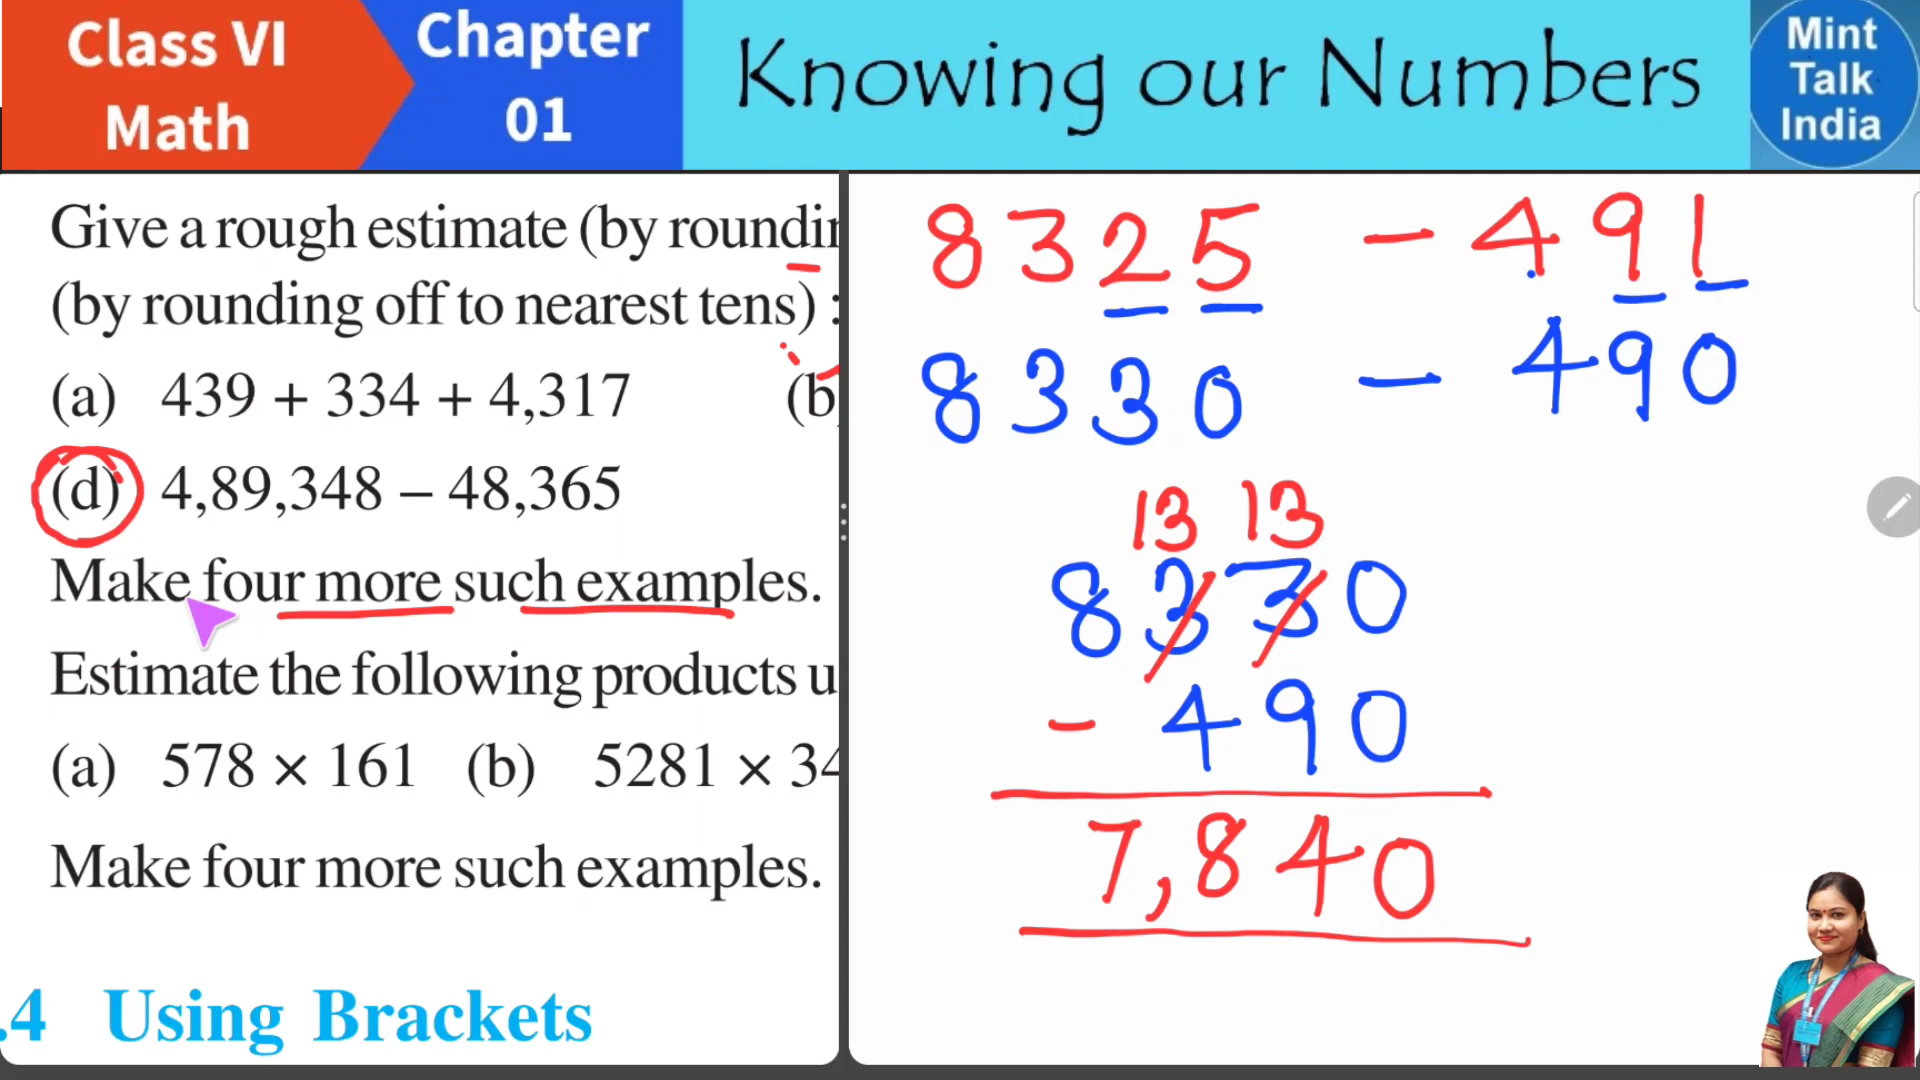 Class VI
Math
Chapter
01
Knowing our Numbers
Mint
Talk
India
Give a rough estimate (by roundin
(by rounding off to nearest tens) :
(a) 439 + 334 + 4,317 (b)
(d) 4,89,348 – 48,365
Make four more such examples.
Estimate the following products u
(a) 578 × 161 (b) 5281 × 34
Make four more such examples.
.4 Using Brackets
8325 - 491
8330 - 490
13 13
8330
- 490
7,840